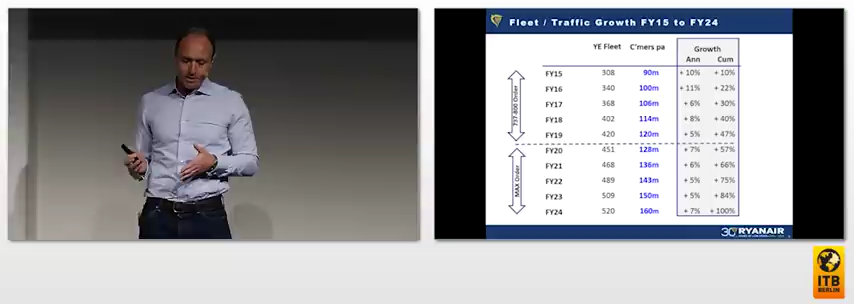 Fleet / Traffic Growth FY15 to FY24
YE Fleet C'mers pa Growth
Ann Cum
737-800 Order
FY15 308 90m + 10% + 10%
FY16 340 100m + 11% + 22%
FY17 368 106m + 6% + 30%
FY18 402 114m + 8% + 40%
FY19 420 120m + 5% + 47%
MAX Order
FY20 451 128m + 7% + 57%
FY21 468 136m + 6% + 66%
FY22 489 143m + 5% + 75%
FY23 509 150m + 5% + 84%
FY24 520 160m + 7% + 100%
30 RYANAIR
ITB
BERLIN